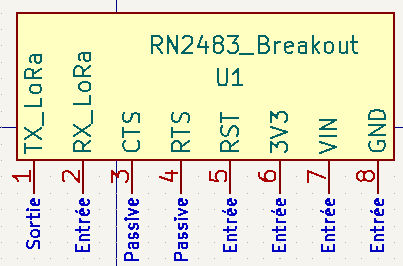 RN2483_Breakout
U1
TX_LoRa
RX_LoRa
CTS
RTS
RST
3V3
VIN
GND
1
2
3
4
5
6
7
8
Sortie
Entrée
Passive
Passive
Entrée
Entrée
Entrée
Entrée